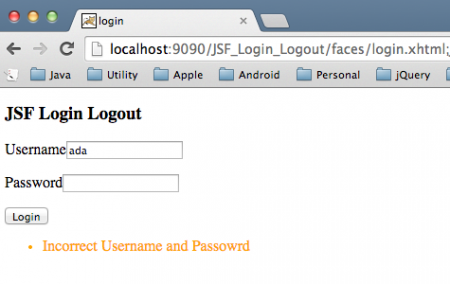 login
localhost:9090/JSF_Login_Logout/faces/login.xhtml;
Java Utility Apple Android Personal jQuery
JSF Login Logout
Username ada
Password
Login
Incorrect Username and Passowrd